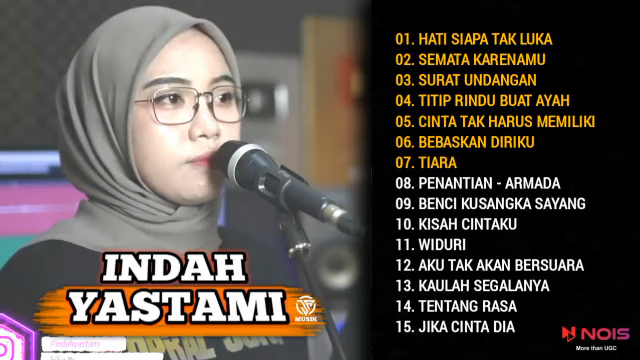 INDAH
YASTAMI
MUSIK
@indahyastami
01. HATI SIAPA TAK LUKA
02. SEMATA KARENAMU
03. SURAT UNDANGAN
04. TITIP RINDU BUAT AYAH
05. CINTA TAK HARUS MEMILIKI
06. BEBASKAN DIRIKU
07. TIARA
08. PENANTIAN - ARMADA
09. BENCI KUSANGKA SAYANG
10. KISAH CINTAKU
11. WIDURI
12. AKU TAK AKAN BERSUARA
13. KAULAH SEGALANYA
14. TENTANG RASA
15. JIKA CINTA DIA
NOIS
More than UGC